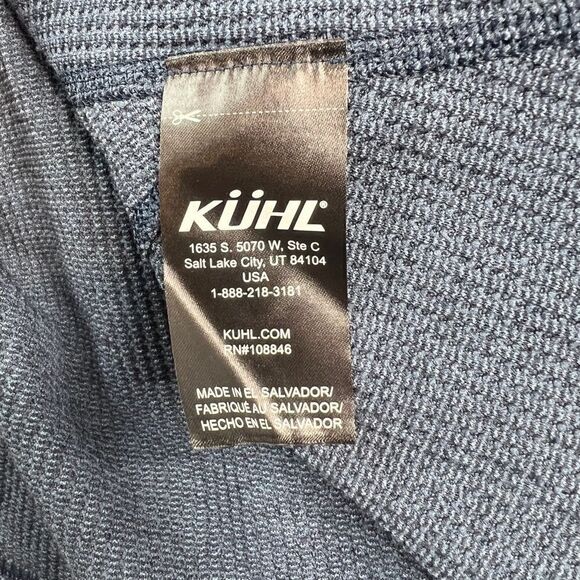 KÜHL®
1635 S. 5070 W, Ste C
Salt Lake City, UT 84104
USA
1-888-218-3181
KUHL.COM
RN#108846
MADE IN EL SALVADOR/
FABRIQUÉ AU SALVADOR/
HECHO EN EL SALVADOR